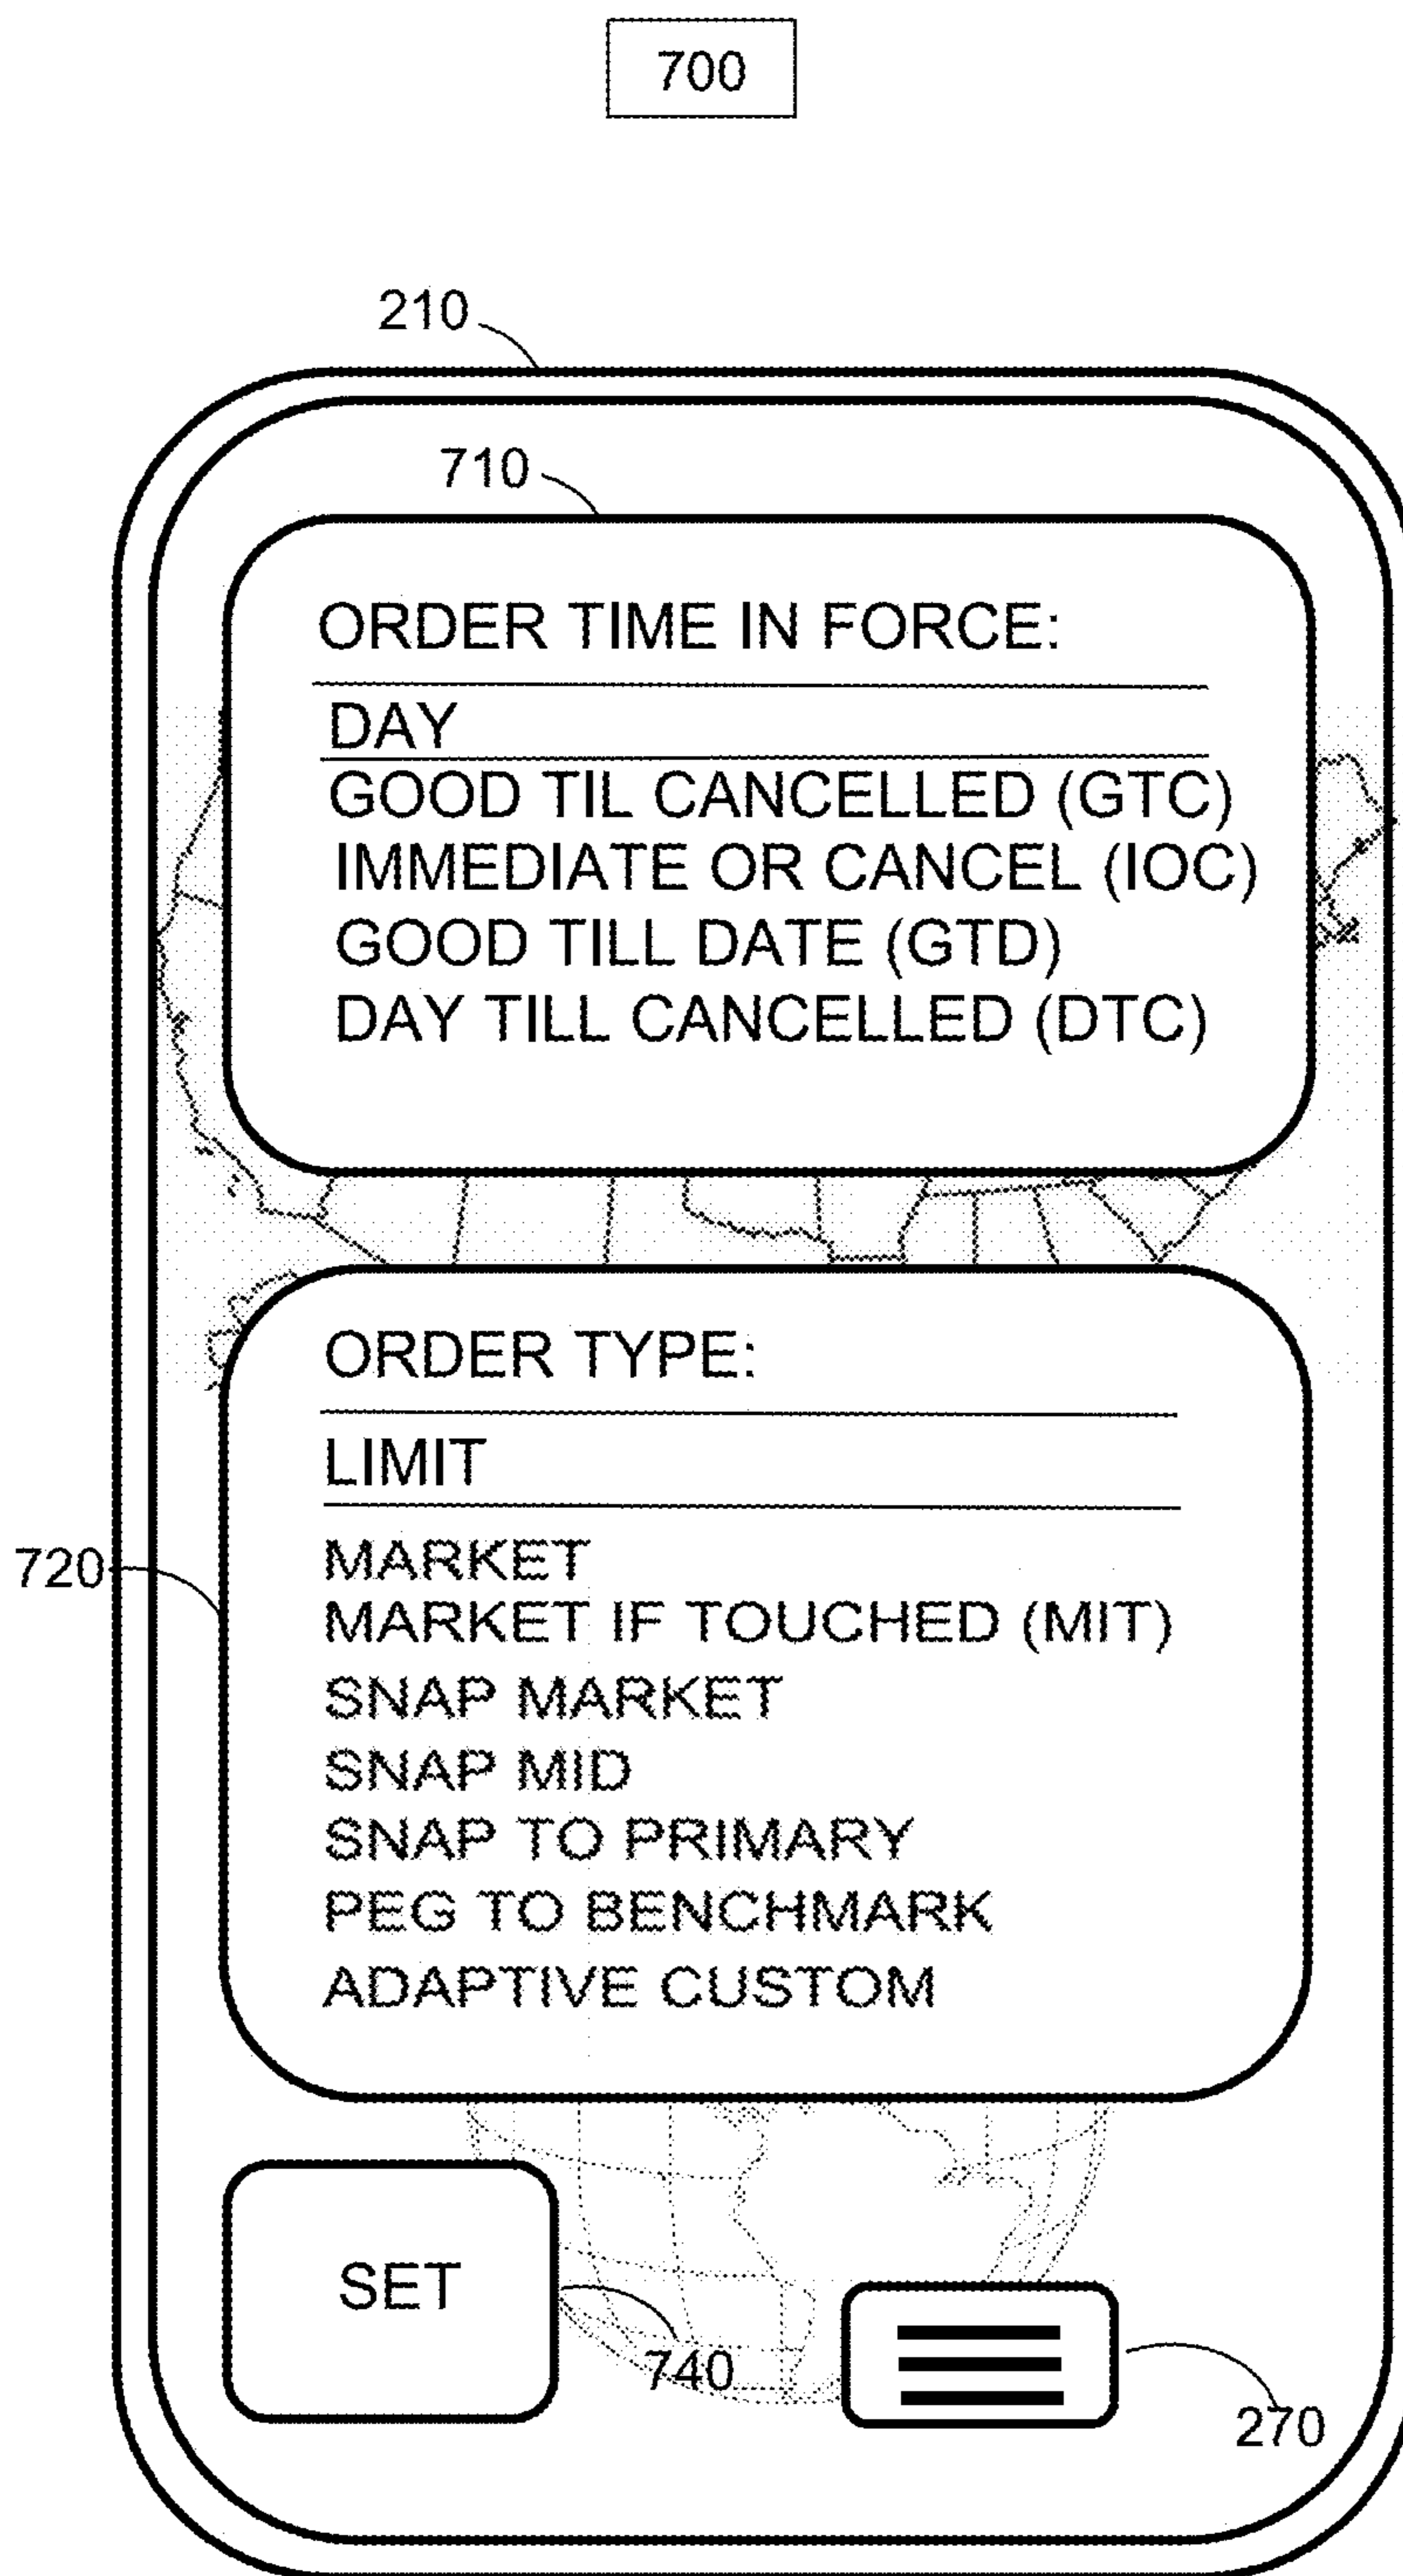 700
210
710
ORDER TIME IN FORCE:
DAY
GOOD TIL CANCELLED (GTC)
IMMEDIATE OR CANCEL (IOC)
GOOD TILL DATE (GTD)
DAY TILL CANCELLED (DTC)
ORDER TYPE:
LIMIT
720
MARKET
MARKET IF TOUCHED (MIT)
SNAP MARKET
SNAP MID
SNAP TO PRIMARY
PEG TO BENCHMARK
ADAPTIVE CUSTOM
SET
740
270